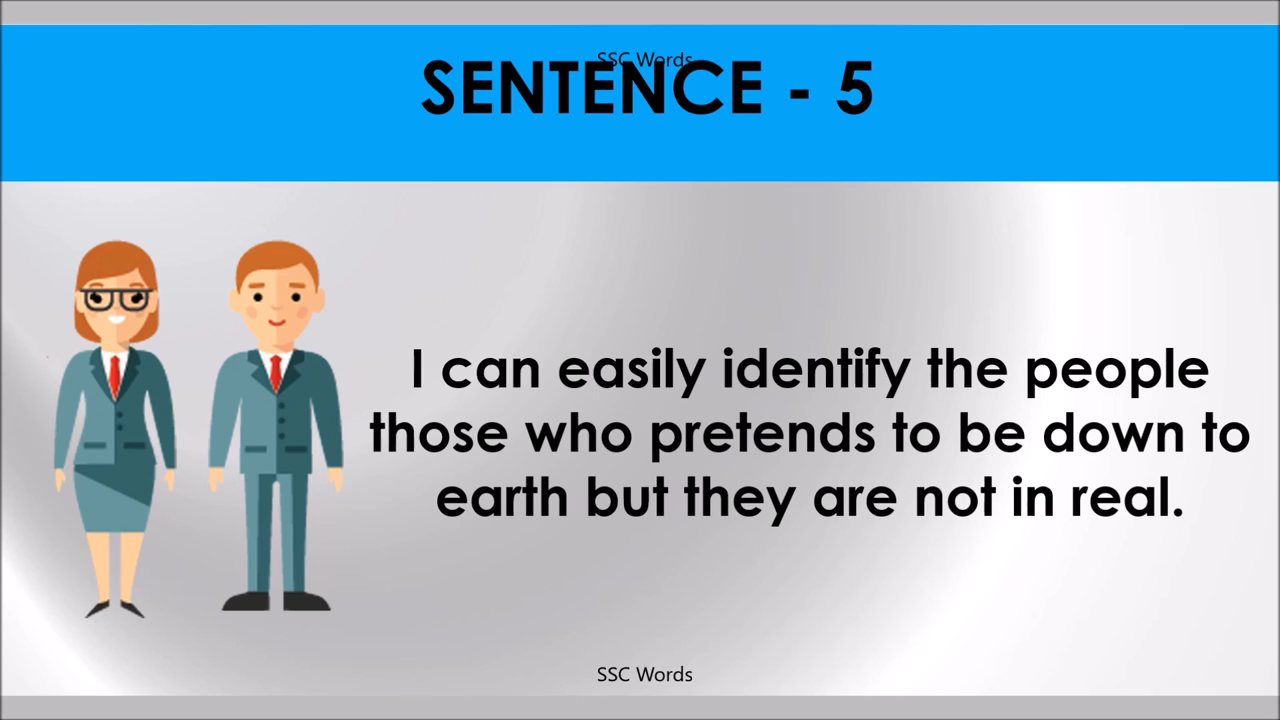 SSC Words
SENTENCE - 5
I can easily identify the people
those who pretends to be down to
earth but they are not in real.
SSC Words